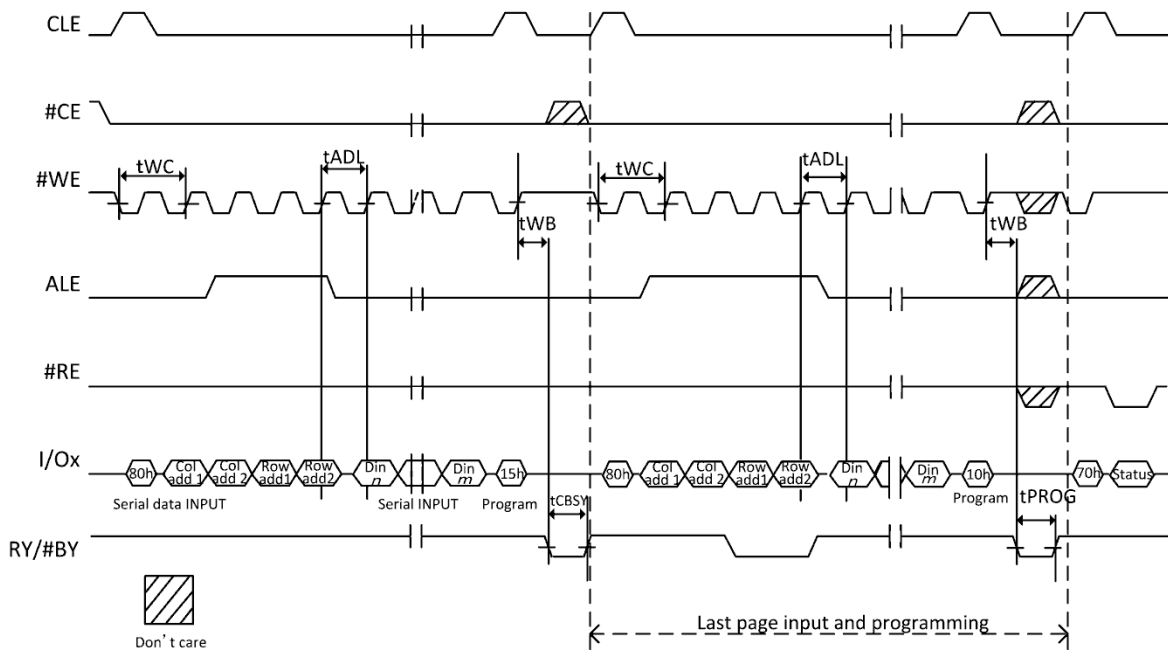 CLE
#CE
tWC
tADL
tWC
tADL
#WE
tWB
tWB
ALE
#RE
I/Ox
80h
Col
add 1
Col
add 2
Row
add1
Row
add2
Din
n
Din
m
15h
80h
Col
add 1
Col
add 2
Row
add1
Row
add2
Din
n
Din
m
10h
70h
Status
Serial data INPUT
Serial INPUT
Program
tCBSY
Program
tPROG
RY/#BY
Last page input and programming
Don't care